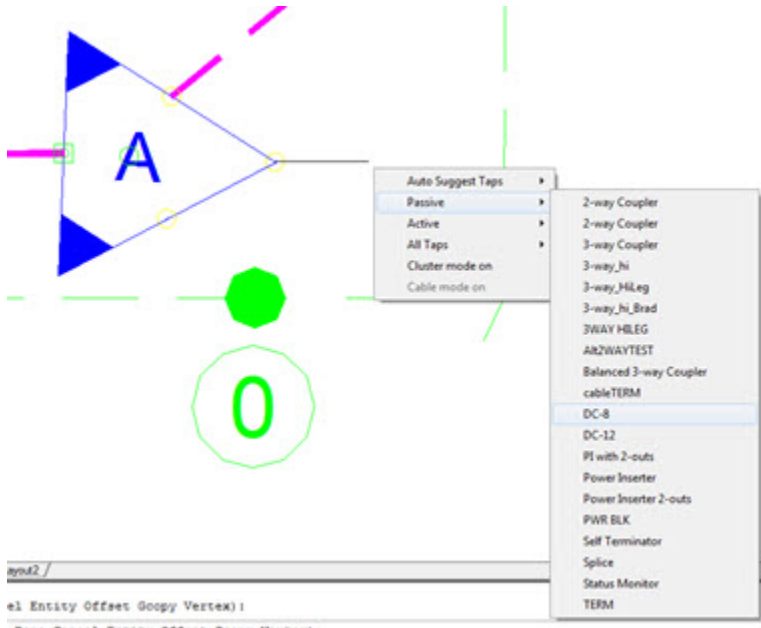 A
0
Auto Suggest Taps
Passive
Active
All Taps
Cluster mode on
Cable mode on
2-way Coupler
2-way Coupler
3-way Coupler
3-way_hi
3-way_HiLeg
3-way_hi_Brad
3WAY HILEG
Alt2WAYTEST
Balanced 3-way Coupler
cableTERM
DC-8
DC-12
PI with 2-outs
Power Inserter
Power Inserter 2-outs
PWR BLK
Self Terminator
Splice
Status Monitor
TERM
ayout2
el Entity Offset Gcopy Vertex):